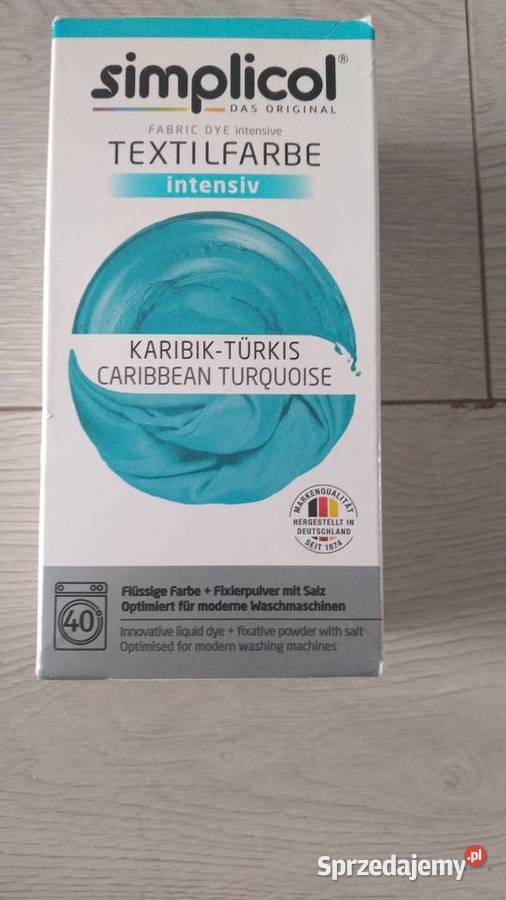 simplicol®
DAS ORIGINAL
FABRIC DYE intensive
TEXTILFARBE
intensiv
KARIBIK-TÜRKIS
CARIBBEAN TURQUOISE
MARKENQUALITÄT
HERGESTELLT IN
DEUTSCHLAND
SEIT 1874
40
Flüssige Farbe + Fixierpulver mit Salz
Optimiert für moderne Waschmaschinen
Innovative liquid dye + fixative powder with salt
Optimised for modern washing machines
Sprzedajemy.pl